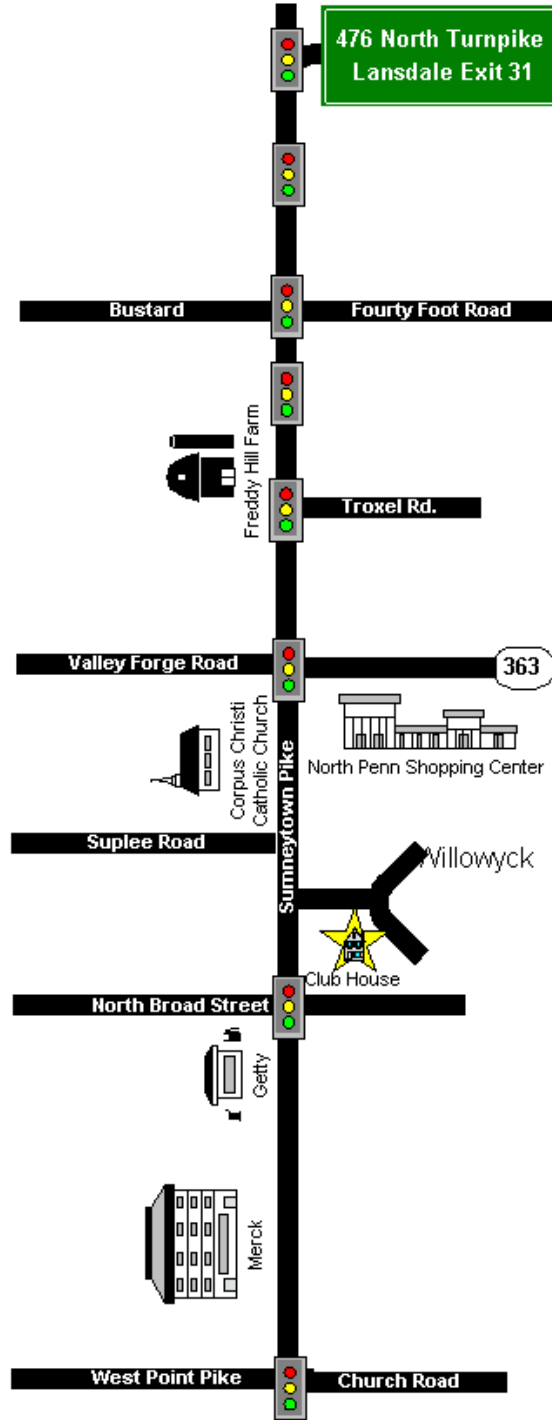 476 North Turnpike
Lansdale Exit 31
Bustard
Fourty Foot Road
Freddy Hill Farm
Troxel Rd.
Valley Forge Road
363
Corpus Christi
Catholic Church
North Penn Shopping Center
Sumneytown Pike
Suplee Road
Willowyck
Club House
North Broad Street
Getty
Merck
West Point Pike
Church Road